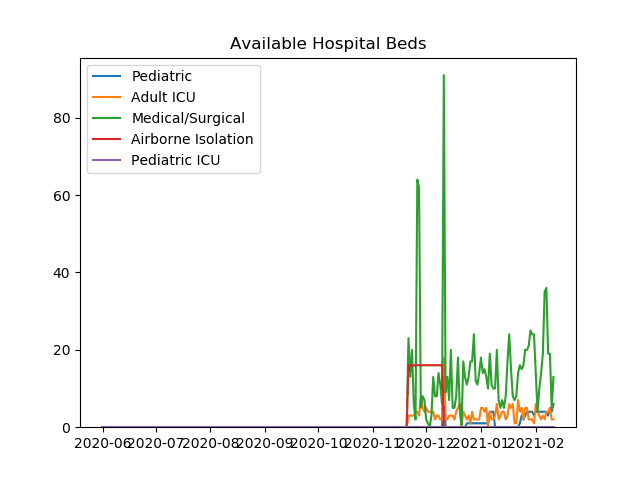 Available Hospital Beds
Pediatric
Adult ICU
Medical/Surgical
Airborne Isolation
Pediatric ICU
80
60
40
20
0
2020-06 2020-07 2020-08 2020-09 2020-10 2020-11 2020-12 2021-01 2021-02